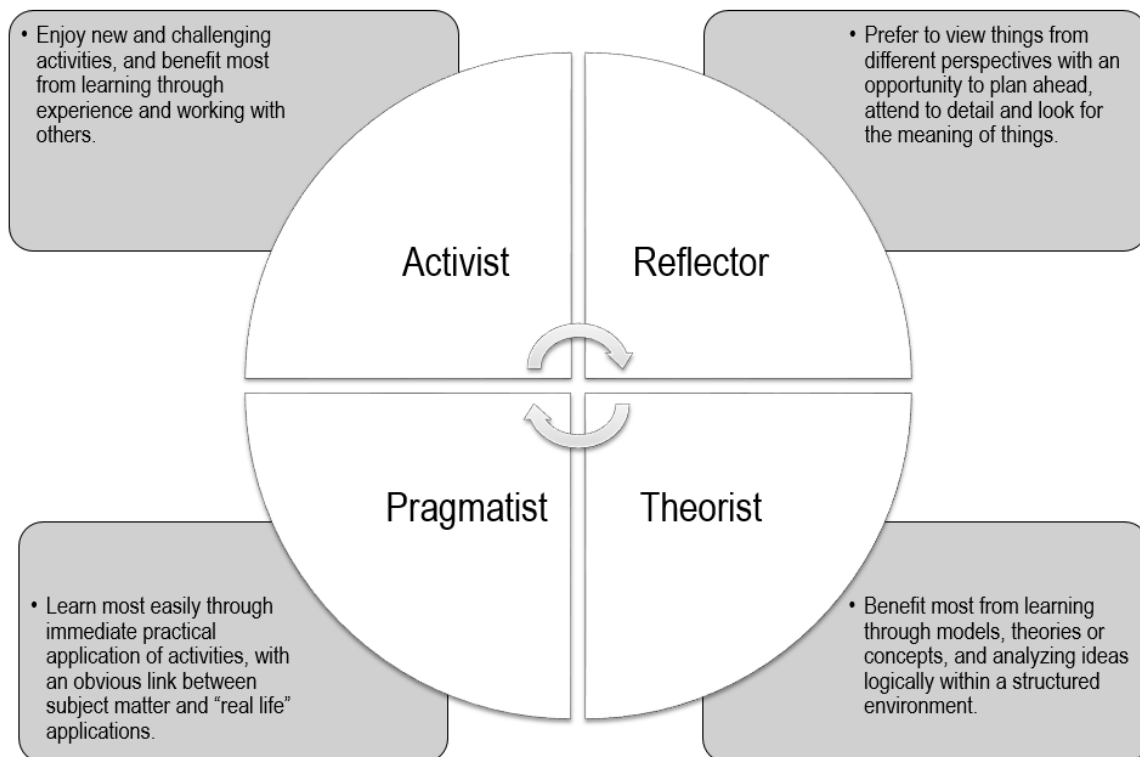 • Enjoy new and challenging
activities, and benefit most
from learning through
experience and working with
others.
• Prefer to view things from
different perspectives with an
opportunity to plan ahead,
attend to detail and look for
the meaning of things.
Activist
Reflector
Pragmatist
Theorist
• Learn most easily through
immediate practical
application of activities, with
an obvious link between
subject matter and “real life”
applications.
• Benefit most from learning
through models, theories or
concepts, and analyzing ideas
logically within a structured
environment.